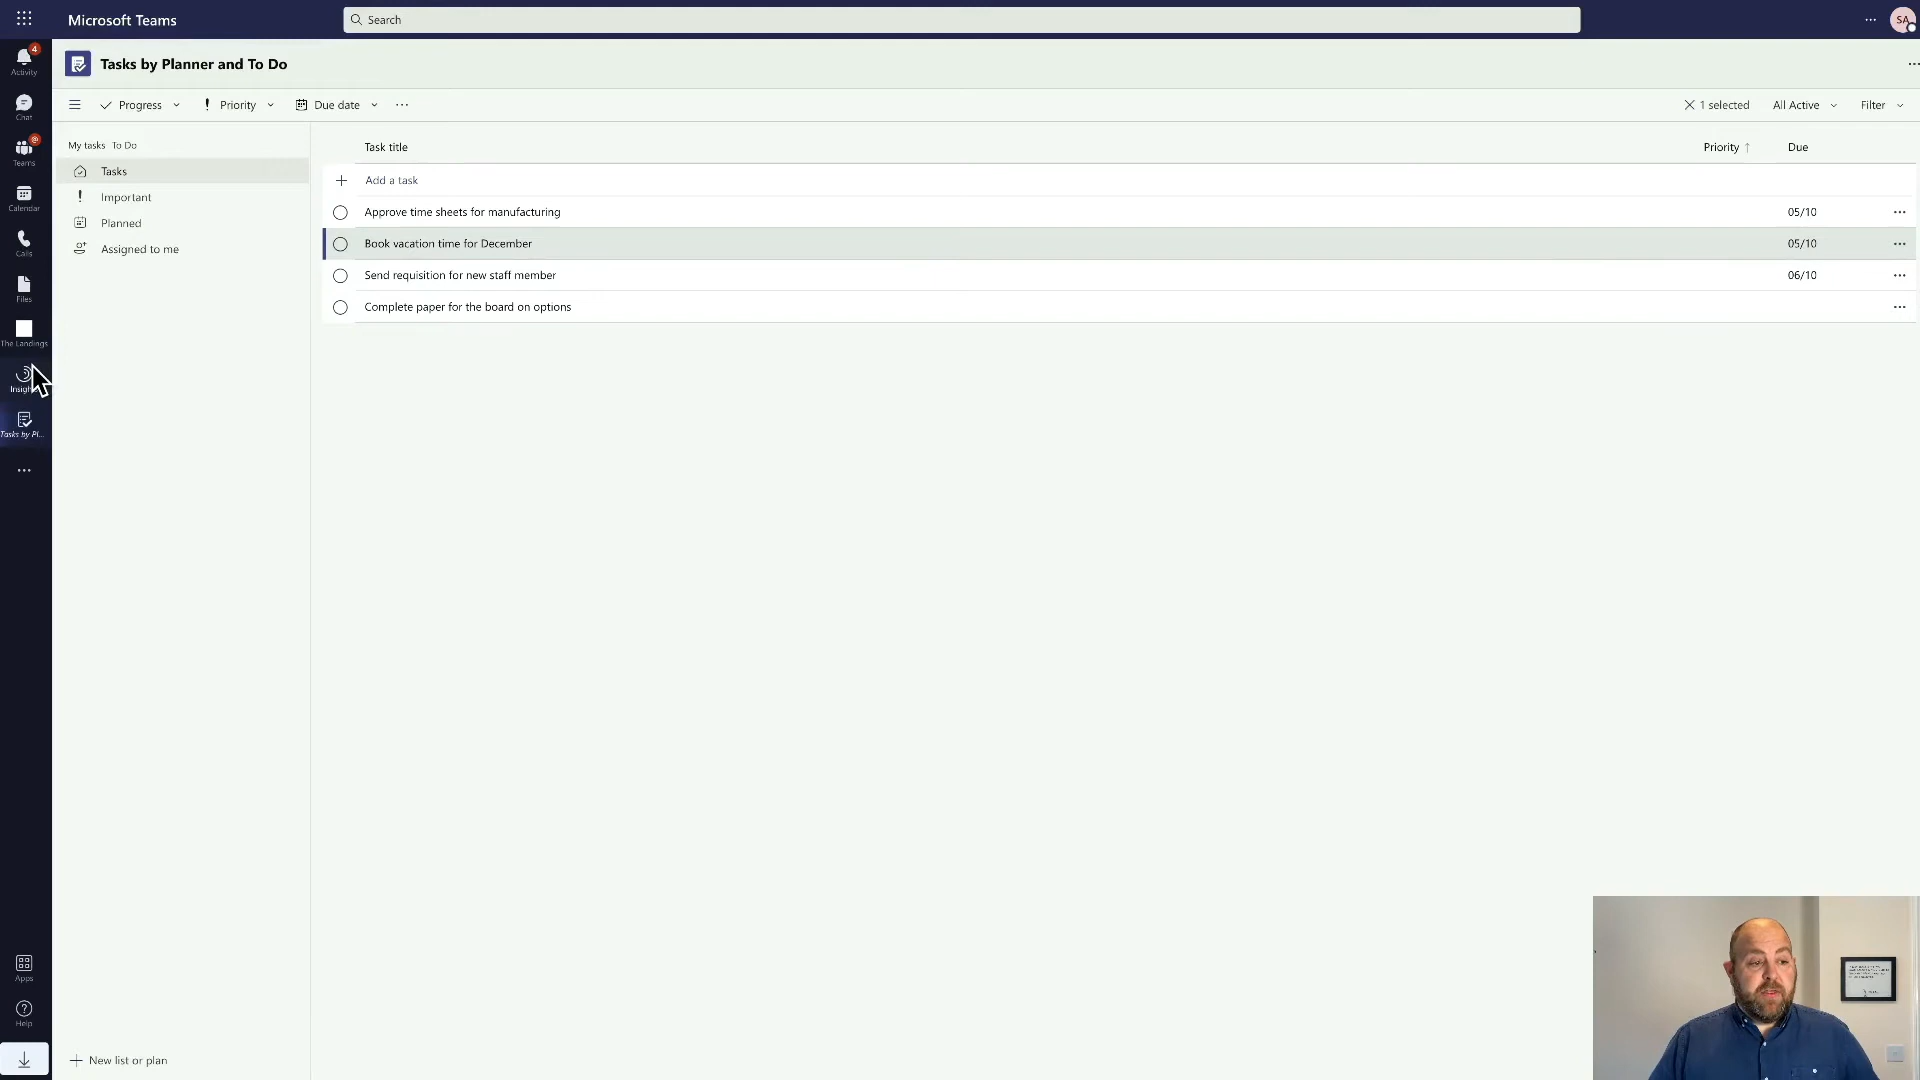 Microsoft Teams
Search
SA
Tasks by Planner and To Do
Progress
Priority
Due date
1 selected
All Active
Filter
4
Activity
Chat
Teams
Calendar
Calls
Files
The Landings
Tasks by Pl...
Apps
Help
My tasks To Do
Tasks
Important
Planned
Assigned to me
New list or plan
Task title
Priority
Due
Add a task
Approve time sheets for manufacturing
05/10
Book vacation time for December
05/10
Send requisition for new staff member
06/10
Complete paper for the board on options